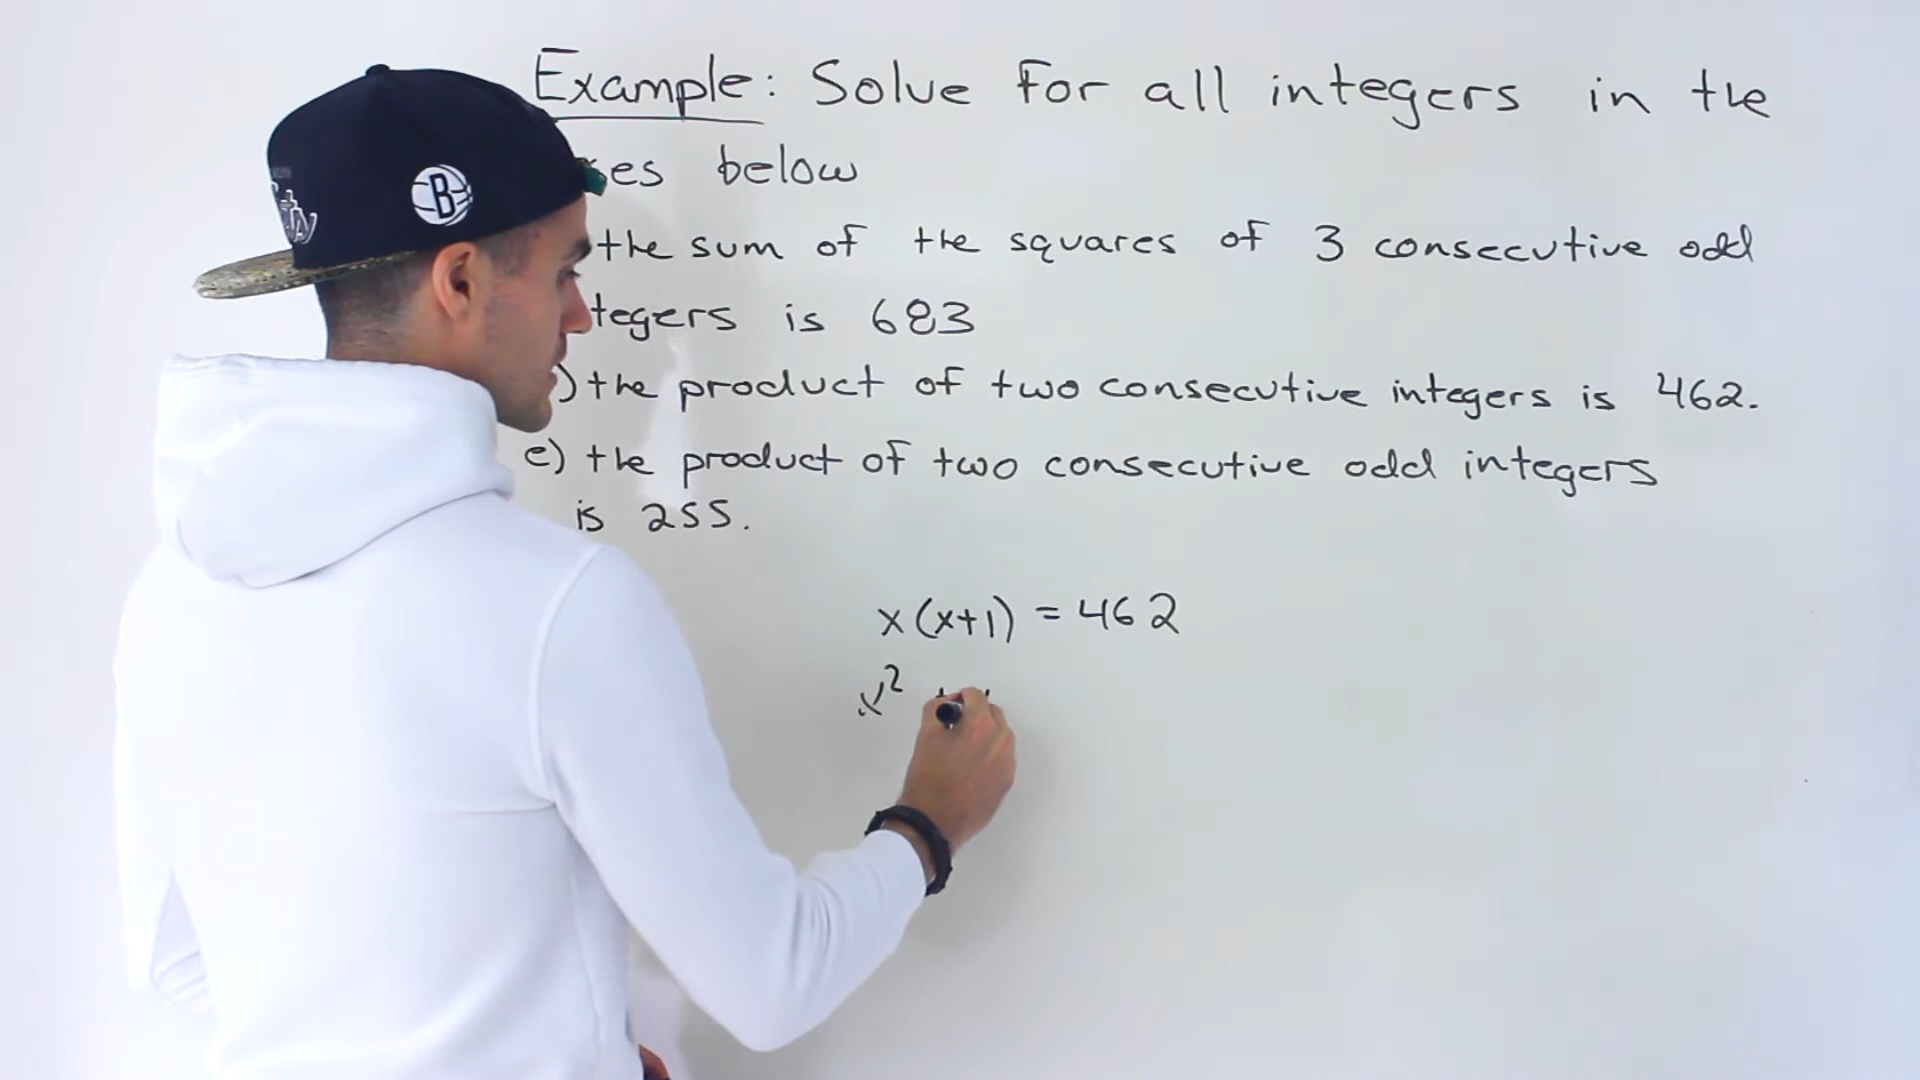 Example: Solve for all integers in the
below
the sum of the squares of 3 consecutive odd
is 683
) the product of two consecutive integers is 462.
e) the product of two consecutive odd integers
is 255.
x(x+1) = 462
x²
B